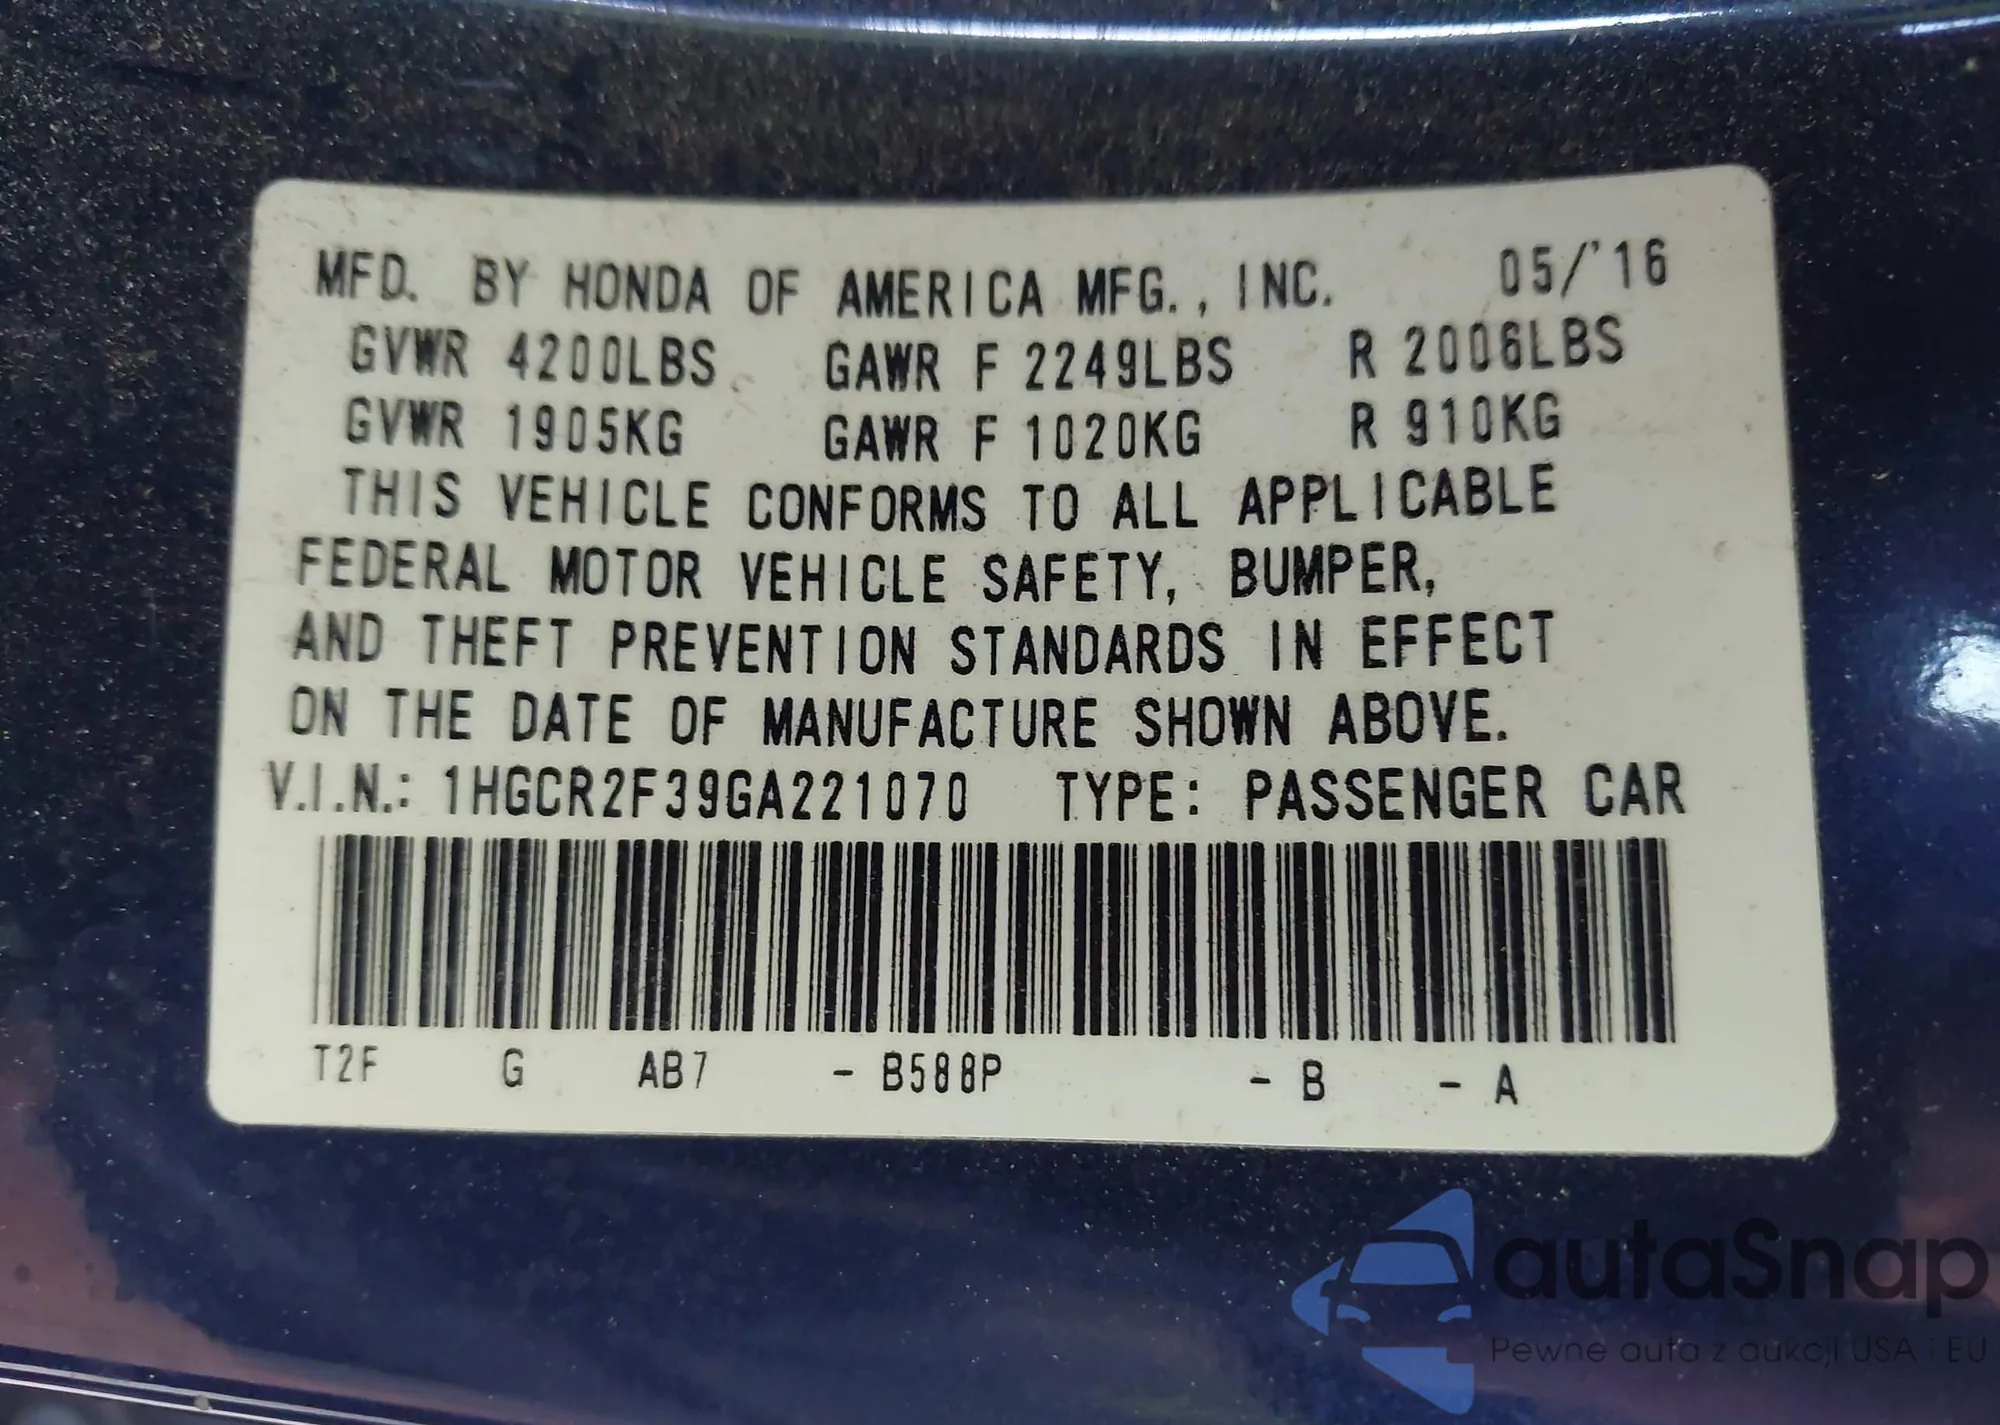 MFD. BY HONDA OF AMERICA MFG., INC. 05/'16
GVWR 4200LBS GAWR F 2249LBS R 2006LBS
GVWR 1905KG GAWR F 1020KG R 910KG
THIS VEHICLE CONFORMS TO ALL APPLICABLE
FEDERAL MOTOR VEHICLE SAFETY, BUMPER,
AND THEFT PREVENTION STANDARDS IN EFFECT
ON THE DATE OF MANUFACTURE SHOWN ABOVE.
V.I.N.: 1HGCR2F39GA221070 TYPE: PASSENGER CAR
T2F G AB7 - B588P - B - A
autaSnap
Pewne auta z aukcji USA i EU